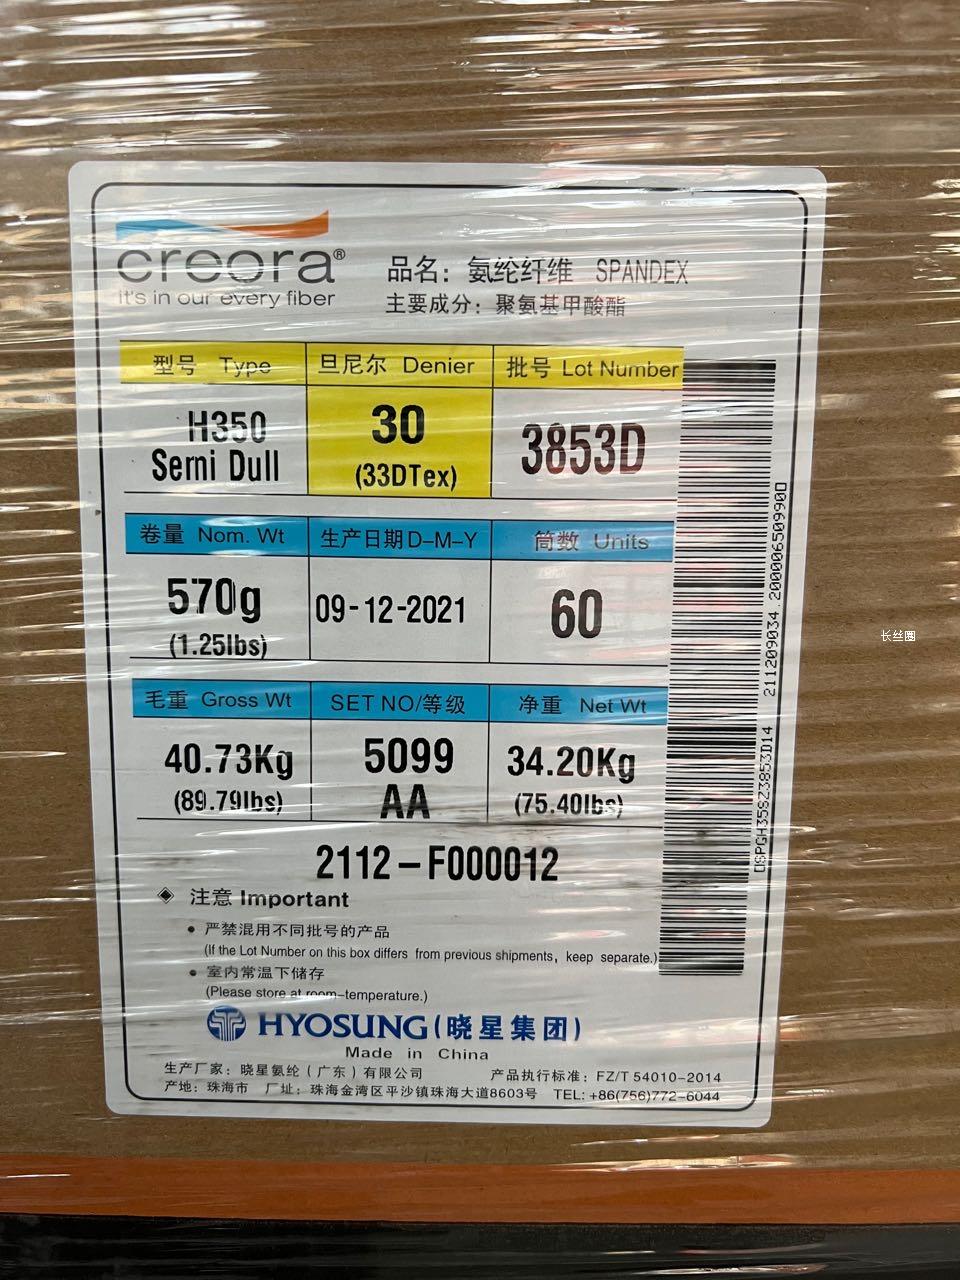 creora®
it's in our every fiber
品名：氨纶纤维 SPANDEX
主要成分：聚氨基甲酸酯
型号 Type
旦尼尔 Denier
批号 Lot Number
H350
Semi Dull
30
(33DTex)
3853D
卷量 Nom. Wt
生产日期D-M-Y
筒数 Units
570g
(1.25lbs)
09-12-2021
60
毛重 Gross Wt
SET NO/等级
净重 Net Wt
40.73Kg
(89.79lbs)
5099
AA
34.20Kg
(75.40lbs)
2112-F000012
注意 Important
• 严禁混用不同批号的产品
(If the Lot Number on this box differs from previous shipments, keep separate.)
• 室内常温下储存
(Please store at room-temperature.)
HYOSUNG(晓星集团)
Made in China
生产厂家：晓星氨纶（广东）有限公司
产品执行标准：FZ/T 54010-2014
产地：珠海市 厂址：珠海金湾区平沙镇珠海大道8603号 TEL: +86(756)772-6044
211209034
长丝圈